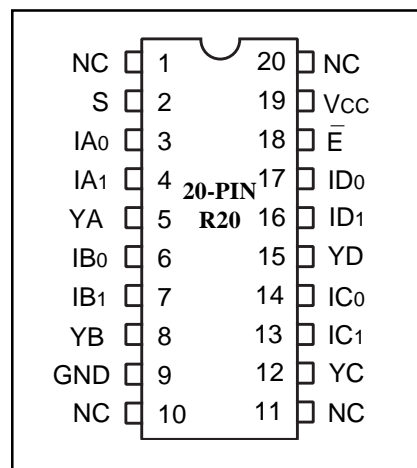 NC 1 20 NC
S 2 19 VCC
IA0 3 18 E̅
IA1 4 17 ID0
20-PIN
YA 5 16 ID1
R20
IB0 6 15 YD
IB1 7 14 IC0
YB 8 13 IC1
GND 9 12 YC
NC 10 11 NC